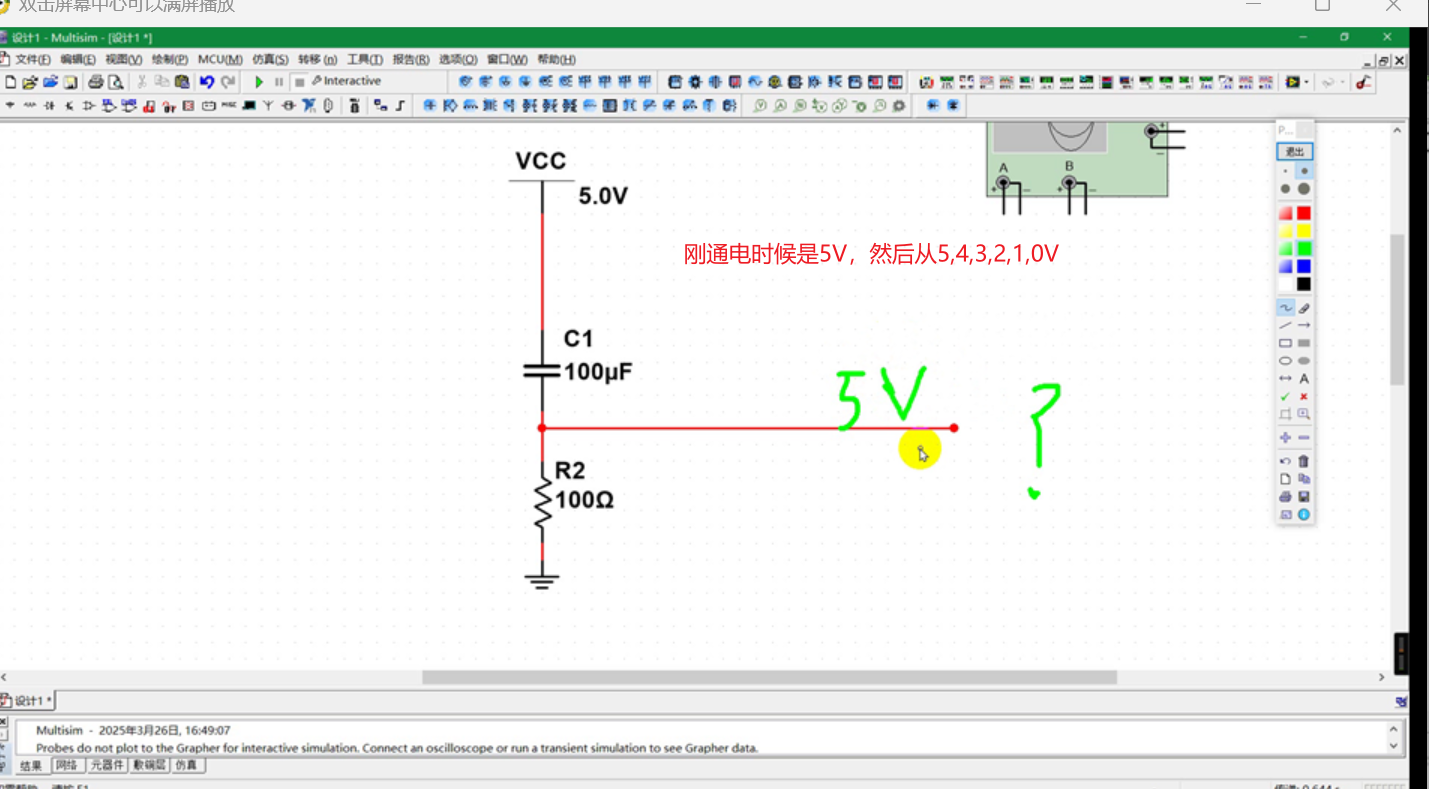 双击屏幕中心可以满屏播放
设计1 - Multisim - [设计1 *]
文件(F) 编辑(E) 视图(V) 绘制(P) MCU(M) 仿真(S) 转移(n) 工具(T) 报告(R) 选项(O) 窗口(W) 帮助(H)
Interactive
P...
退出
A B
VCC
5.0V
刚通电时候是5V，然后从5,4,3,2,1,0V
C1
100μF
5V ?
R2
100Ω
A
设计1 *
Multisim - 2025年3月26日, 16:49:07
Probes do not plot to the Grapher for interactive simulation. Connect an oscilloscope or run a transient simulation to see Grapher data.
结果 网络 元器件 敷铜层 仿真